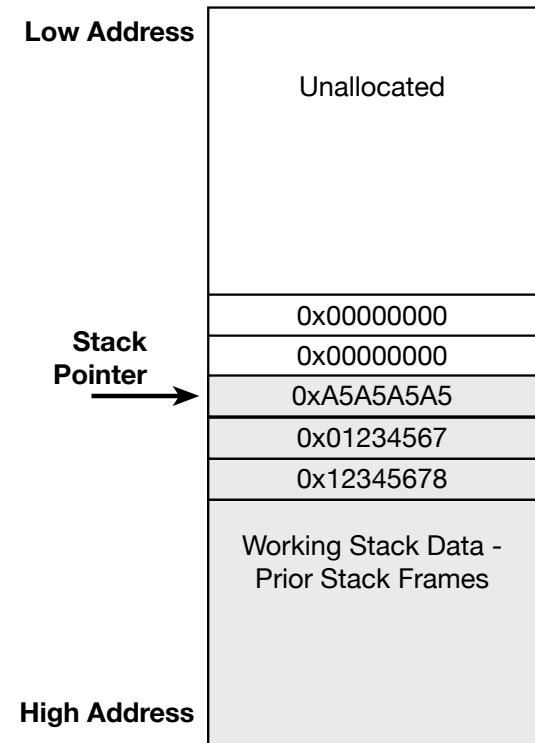 Low Address
Unallocated
0x00000000
0x00000000
Stack
Pointer
0xA5A5A5A5
0x01234567
0x12345678
Working Stack Data -
Prior Stack Frames
High Address